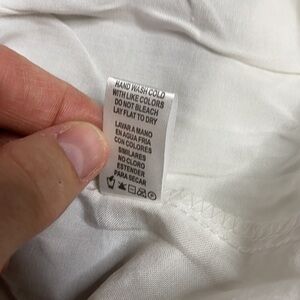 HAND WASH COLD
WITH LIKE COLORS
DO NOT BLEACH
LAY FLAT TO DRY
LAVAR A MANO
EN AGUA FRIA
CON COLORES
SIMILARES
NO CLORO
ESTENDER
PARA SECAR